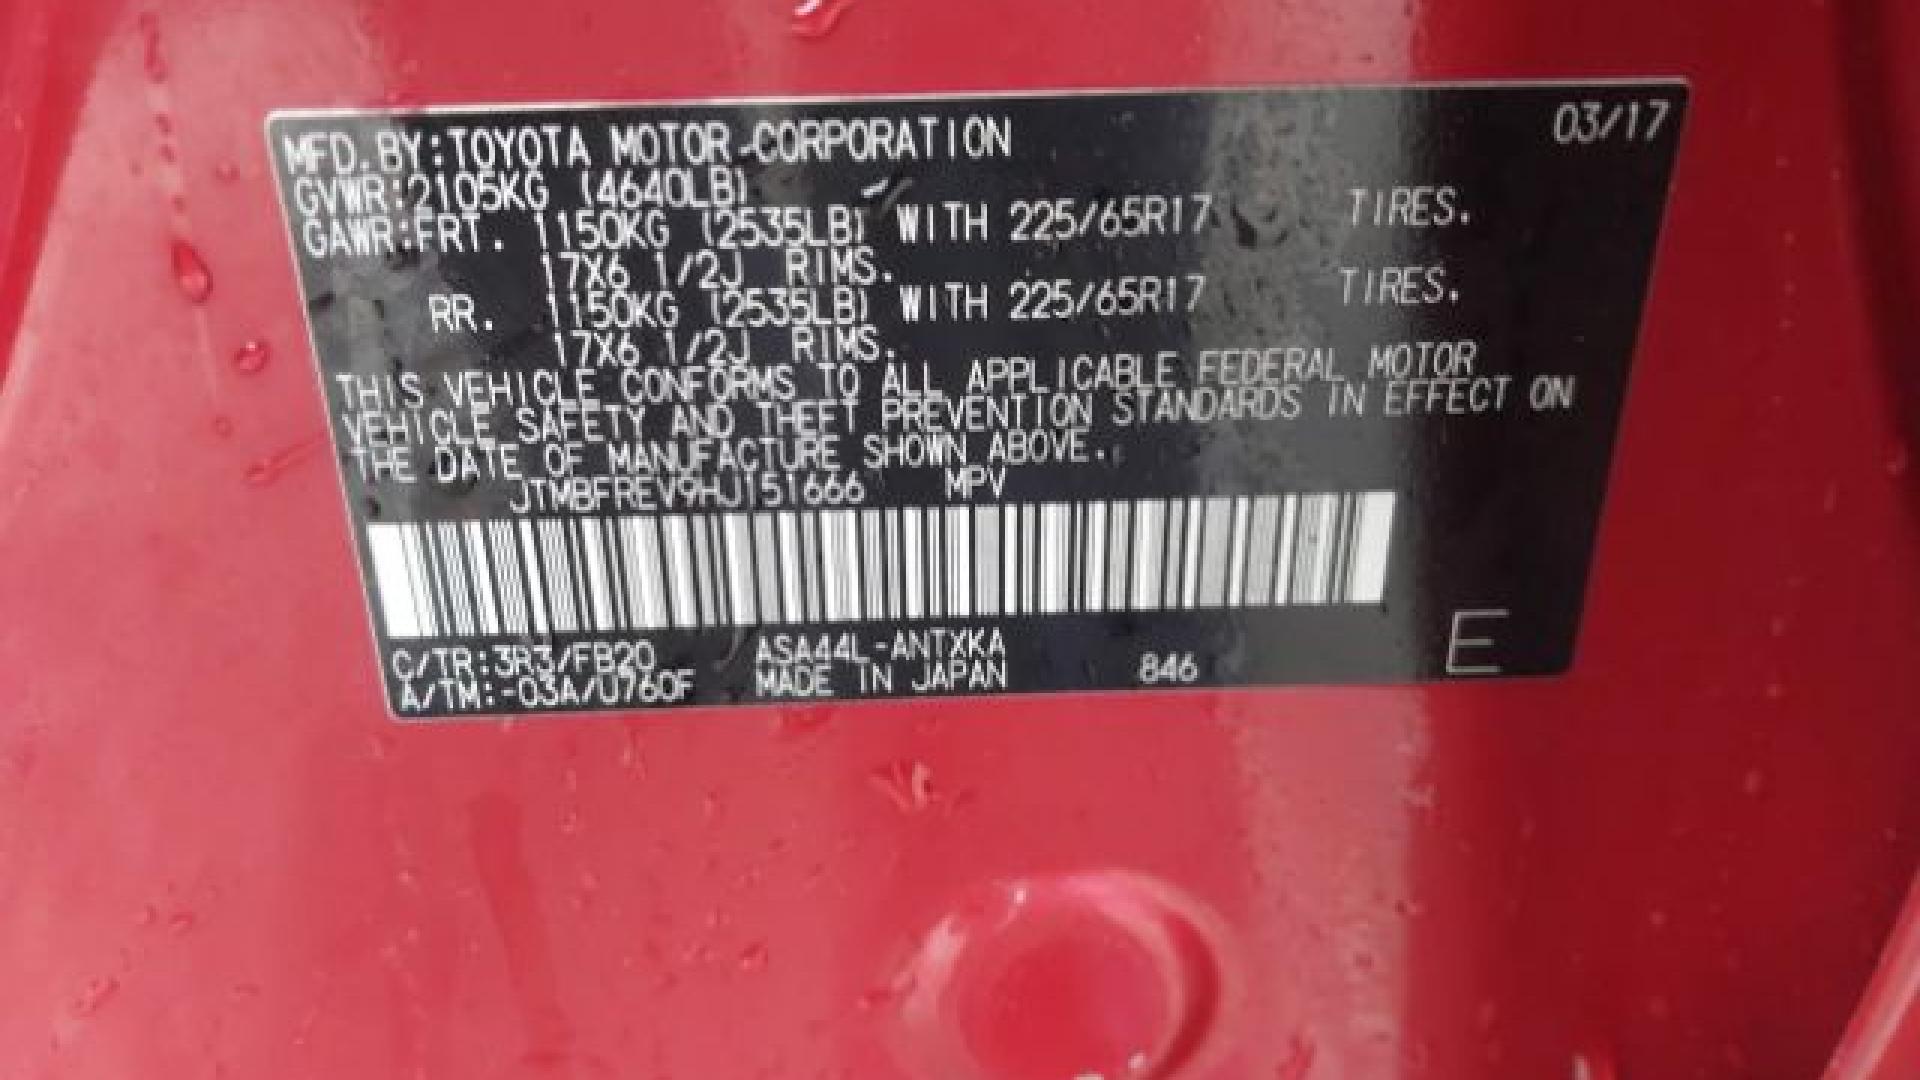 03/17
MFD.BY:TOYOTA MOTOR CORPORATION
GVWR:2105KG (4640LB)
GAWR:FRT. 1150KG (2535LB) WITH 225/65R17 TIRES.
17X6 1/2J RIMS.
RR. 1150KG (2535LB) WITH 225/65R17 TIRES.
17X6 1/2J RIMS.
THIS VEHICLE CONFORMS TO ALL APPLICABLE FEDERAL MOTOR
VEHICLE SAFETY AND THEFT PREVENTION STANDARDS IN EFFECT ON
THE DATE OF MANUFACTURE SHOWN ABOVE.
JTMBFREV9HJ151666 MPV
C/TR:3R3/FB20 ASA44L-ANTXKA
A/TM:-03A/U760F MADE IN JAPAN 846 E